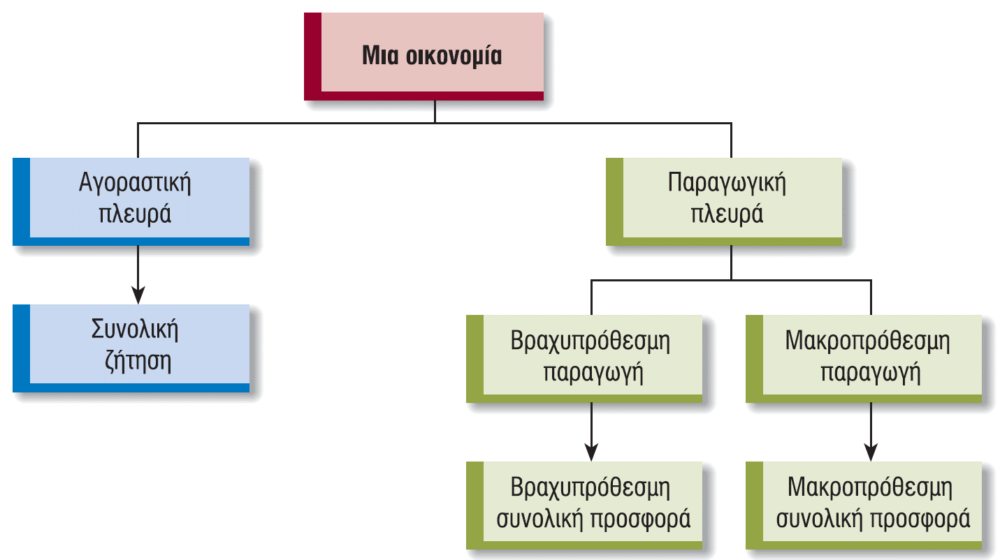 Μια οικονομία
Αγοραστική
πλευρά
Παραγωγική
πλευρά
Συνολική
ζήτηση
Βραχυπρόθεσμη
παραγωγή
Μακροπρόθεσμη
παραγωγή
Βραχυπρόθεσμη
συνολική προσφορά
Μακροπρόθεσμη
συνολική προσφορά